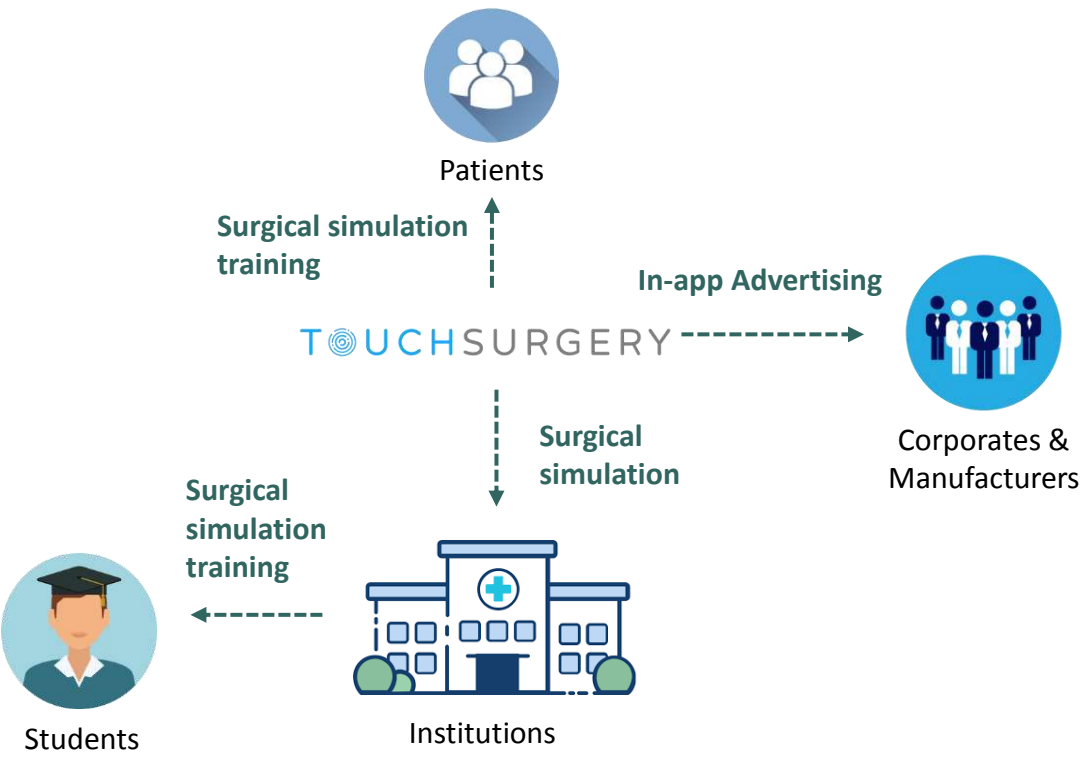 Patients
Surgical simulation
training
In-app Advertising
TOUCHSURGERY
Corporates &
Manufacturers
Surgical
simulation
Surgical
simulation
training
Institutions
Students